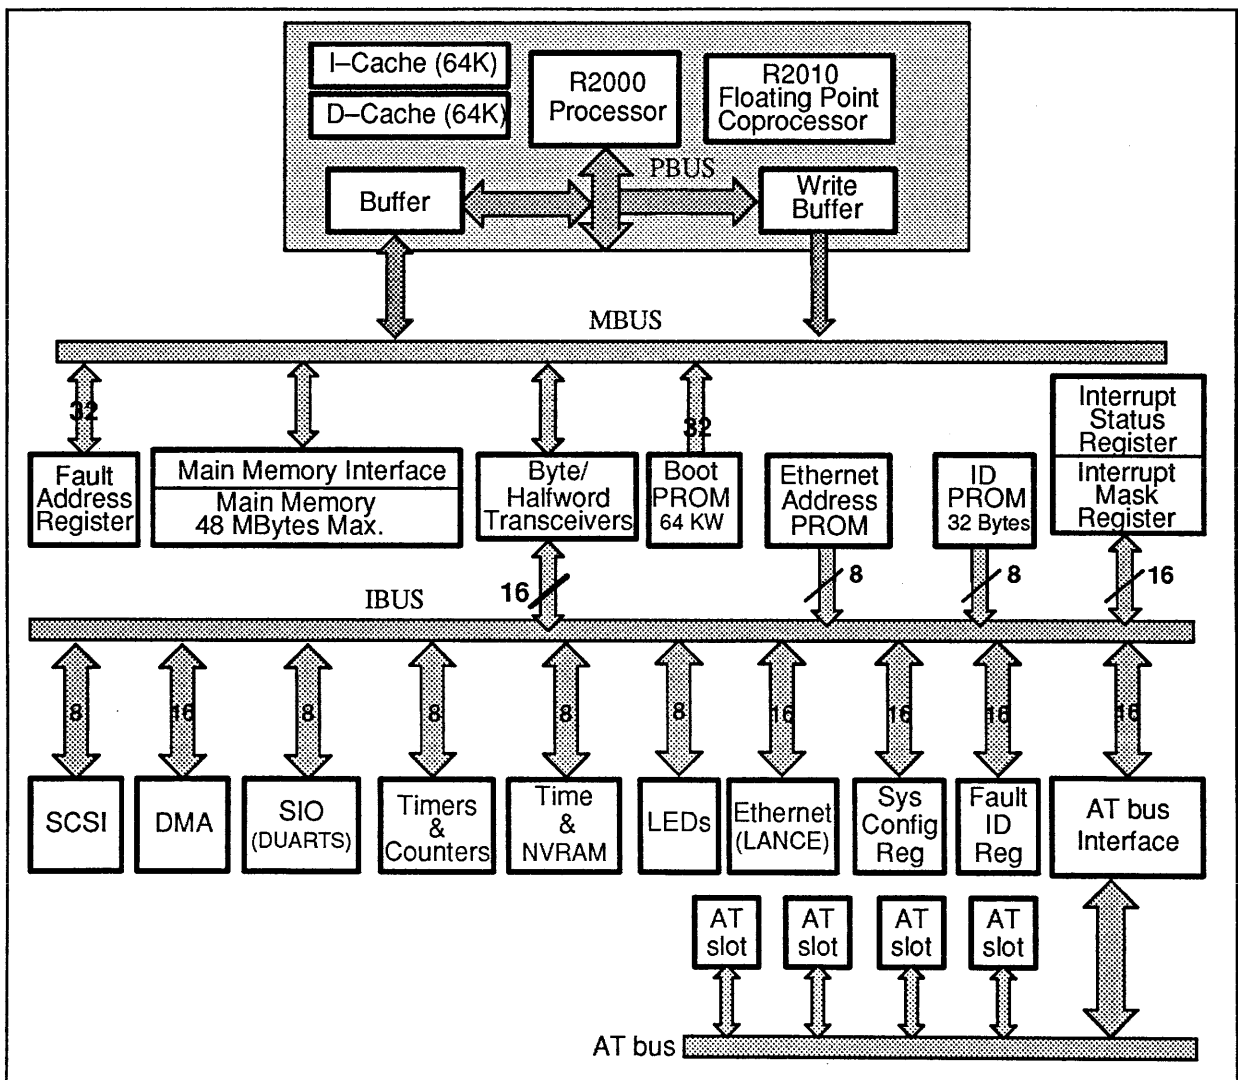 I–Cache (64K)
D–Cache (64K)
R2000
Processor
R2010
Floating Point
Coprocessor
PBUS
Buffer
Write
Buffer
MBUS
32
32
Fault
Address
Register
Main Memory Interface
Main Memory
48 MBytes Max.
Byte/
Halfword
Transceivers
Boot
PROM
64 KW
Ethernet
Address
PROM
ID
PROM
32 Bytes
Interrupt
Status
Register
Interrupt
Mask
Register
16
8
8
16
IBUS
8
16
8
8
8
8
16
16
16
16
SCSI
DMA
SIO
(DUARTS)
Timers
&
Counters
Time
&
NVRAM
LEDs
Ethernet
(LANCE)
Sys
Config
Reg
Fault
ID
Reg
AT bus
Interface
AT
slot
AT
slot
AT
slot
AT
slot
AT bus